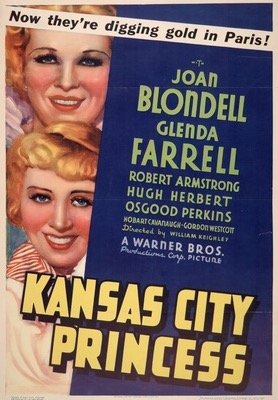 Now they're digging gold in Paris!
JOAN
BLONDELL
GLENDA
FARRELL
ROBERT ARMSTRONG
HUGH HERBERT
OSGOOD PERKINS
HOBART CAVANAUGH-GORDON WESTCOTT
Directed by WILLIAM KEIGHLEY
A WARNER BROS.
Productions Corp. PICTURE
KANSAS CITY
PRINCESS